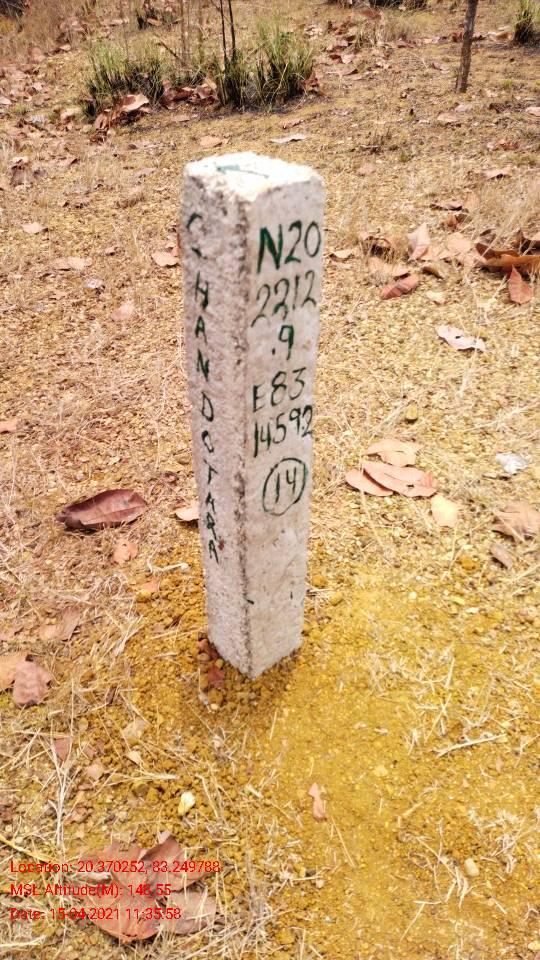 CHANDOTARA
N20
2212
.9
E83
14592
14
Location: 20.370252, 83.249788
MSL Altitude(M): 148.55
Date: 15-04-2021 11:35:58